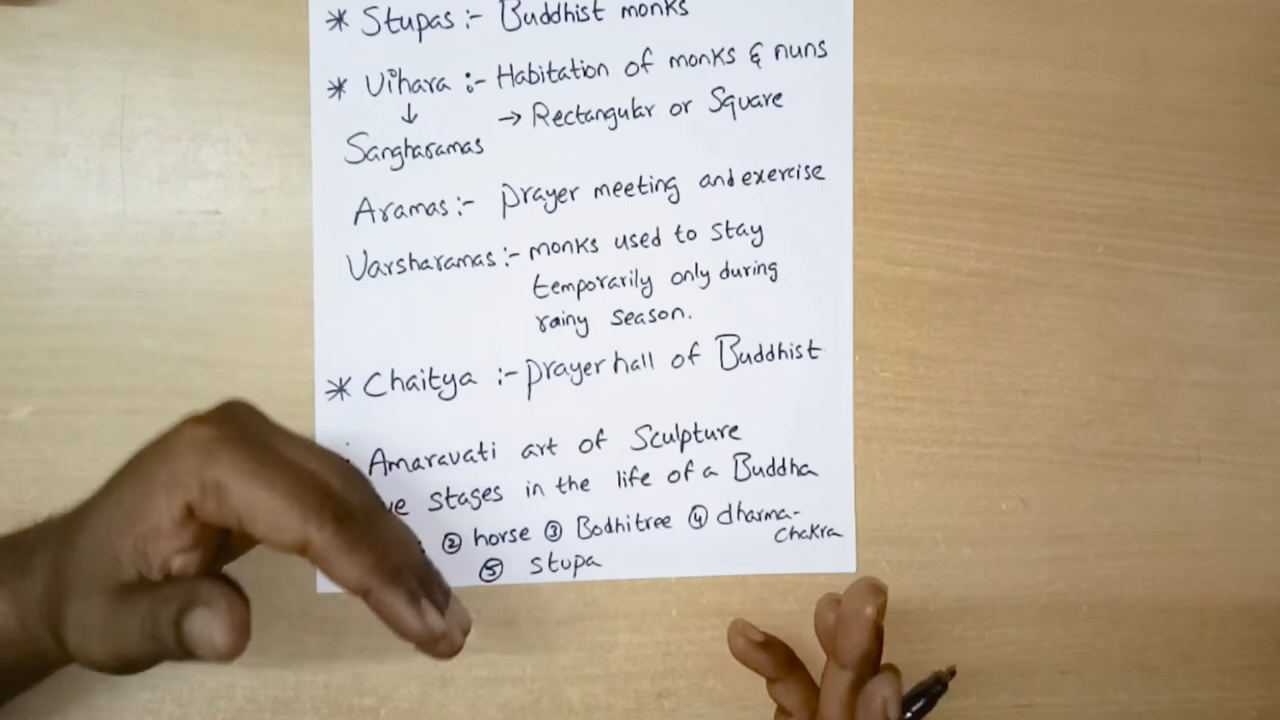 * Stupas :- Buddhist monks
* Vihara :- Habitation of monks & nuns
↓ → Rectangular or Square
Sangharamas
Aramas :- prayer meeting and exercise
Varsharamas :- monks used to stay
temporarily only during
rainy season.
* Chaitya :- prayer hall of Buddhist
Amaravati art of Sculpture
stages in the life of a Buddha
② horse ③ Bodhitree ④ dharma-
chakra
⑤ stupa